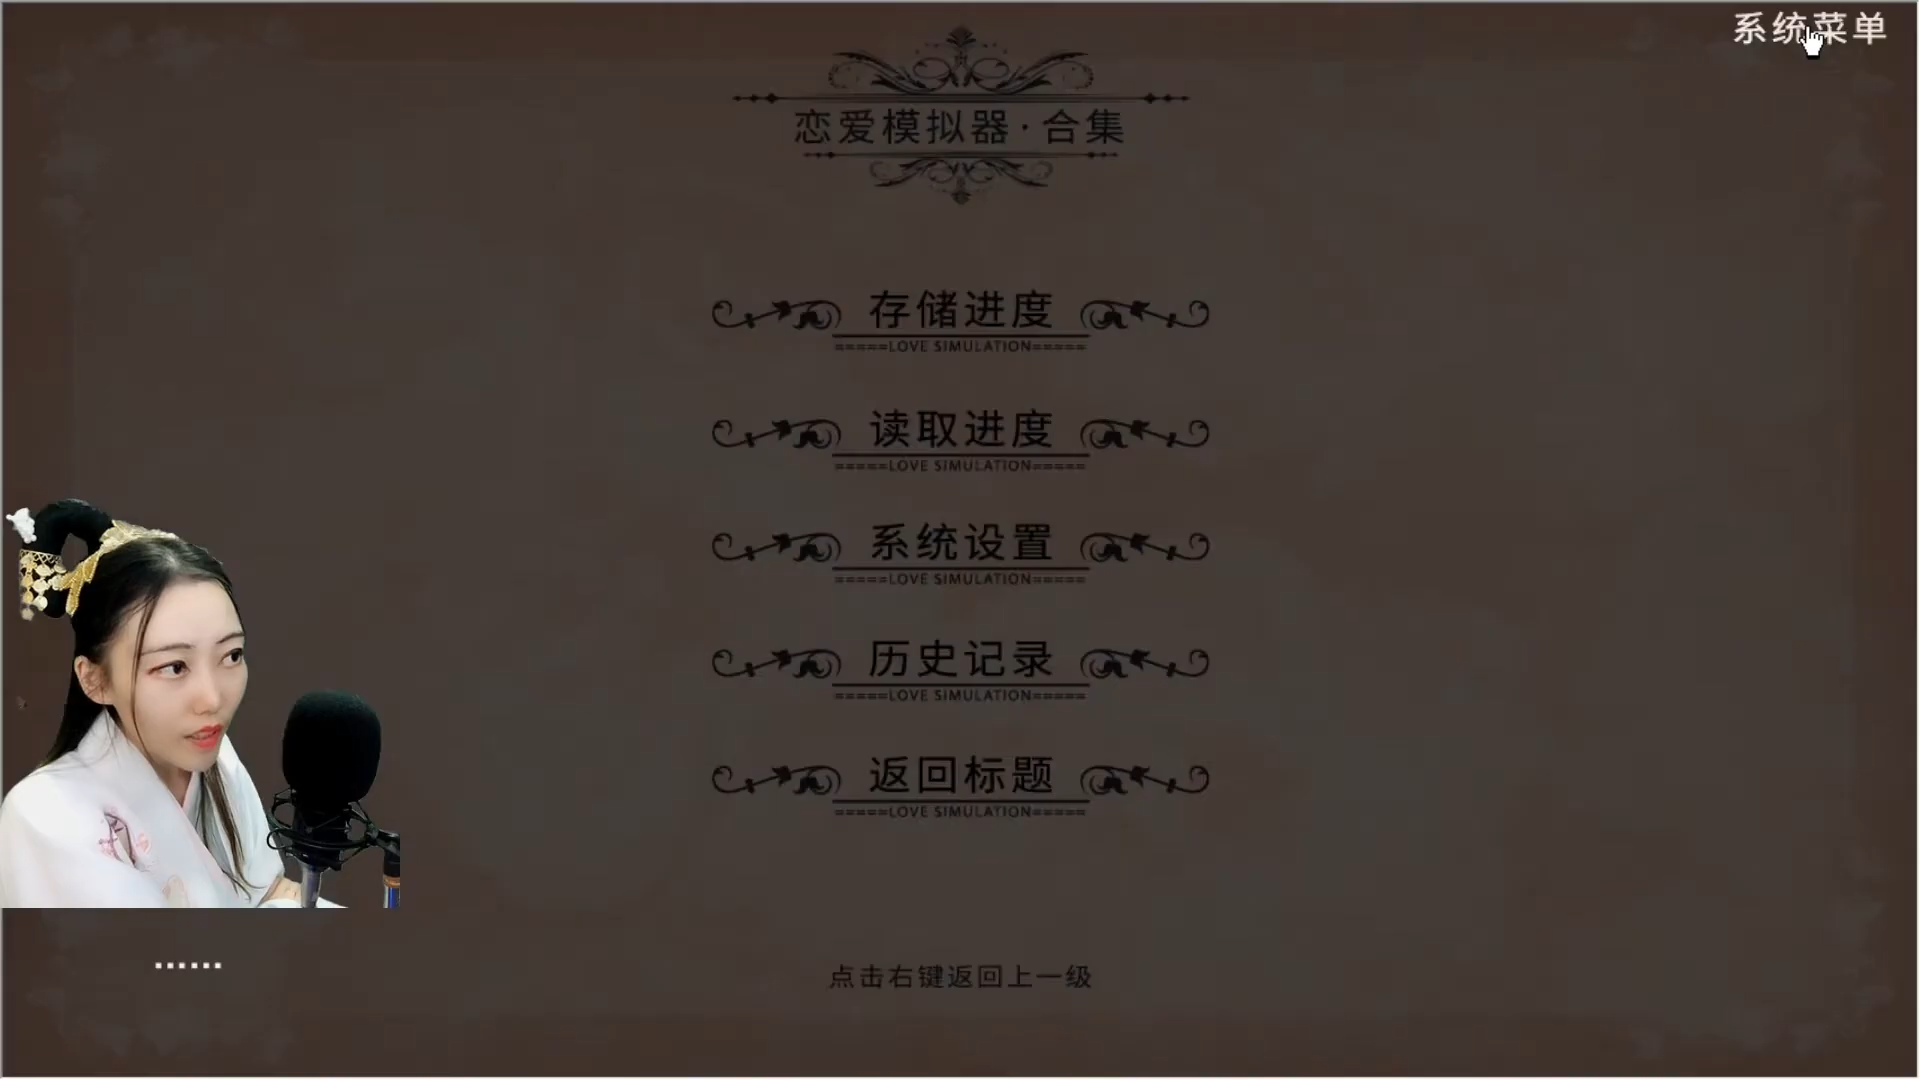 系统菜单
恋爱模拟器·合集
存储进度
=====LOVE SIMULATION=====
读取进度
=====LOVE SIMULATION=====
系统设置
=====LOVE SIMULATION=====
历史记录
=====LOVE SIMULATION=====
返回标题
=====LOVE SIMULATION=====
......
点击右键返回上一级